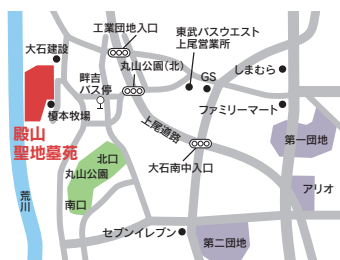 工業団地入口
東武バスウエスト
上尾営業所
大石建設
丸山公園（北）
畔吉
バス停
GS
しまむら
榎本牧場
ファミリーマート
上尾道路
殿山
聖地墓苑
第一団地
北口
丸山公園
大石南中入口
南口
アリオ
荒川
セブンイレブン
第二団地